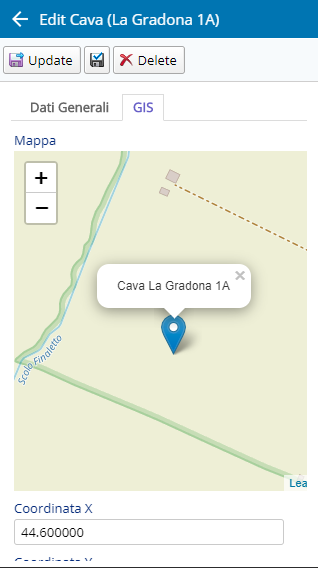 Edit Cava (La Gradona 1A)
Update
Delete
Dati Generali
GIS
Mappa
+
−
Cava La Gradona 1A
×
Scolo Finaletto
Lea
Coordinata X
44.600000
Coordinata Y